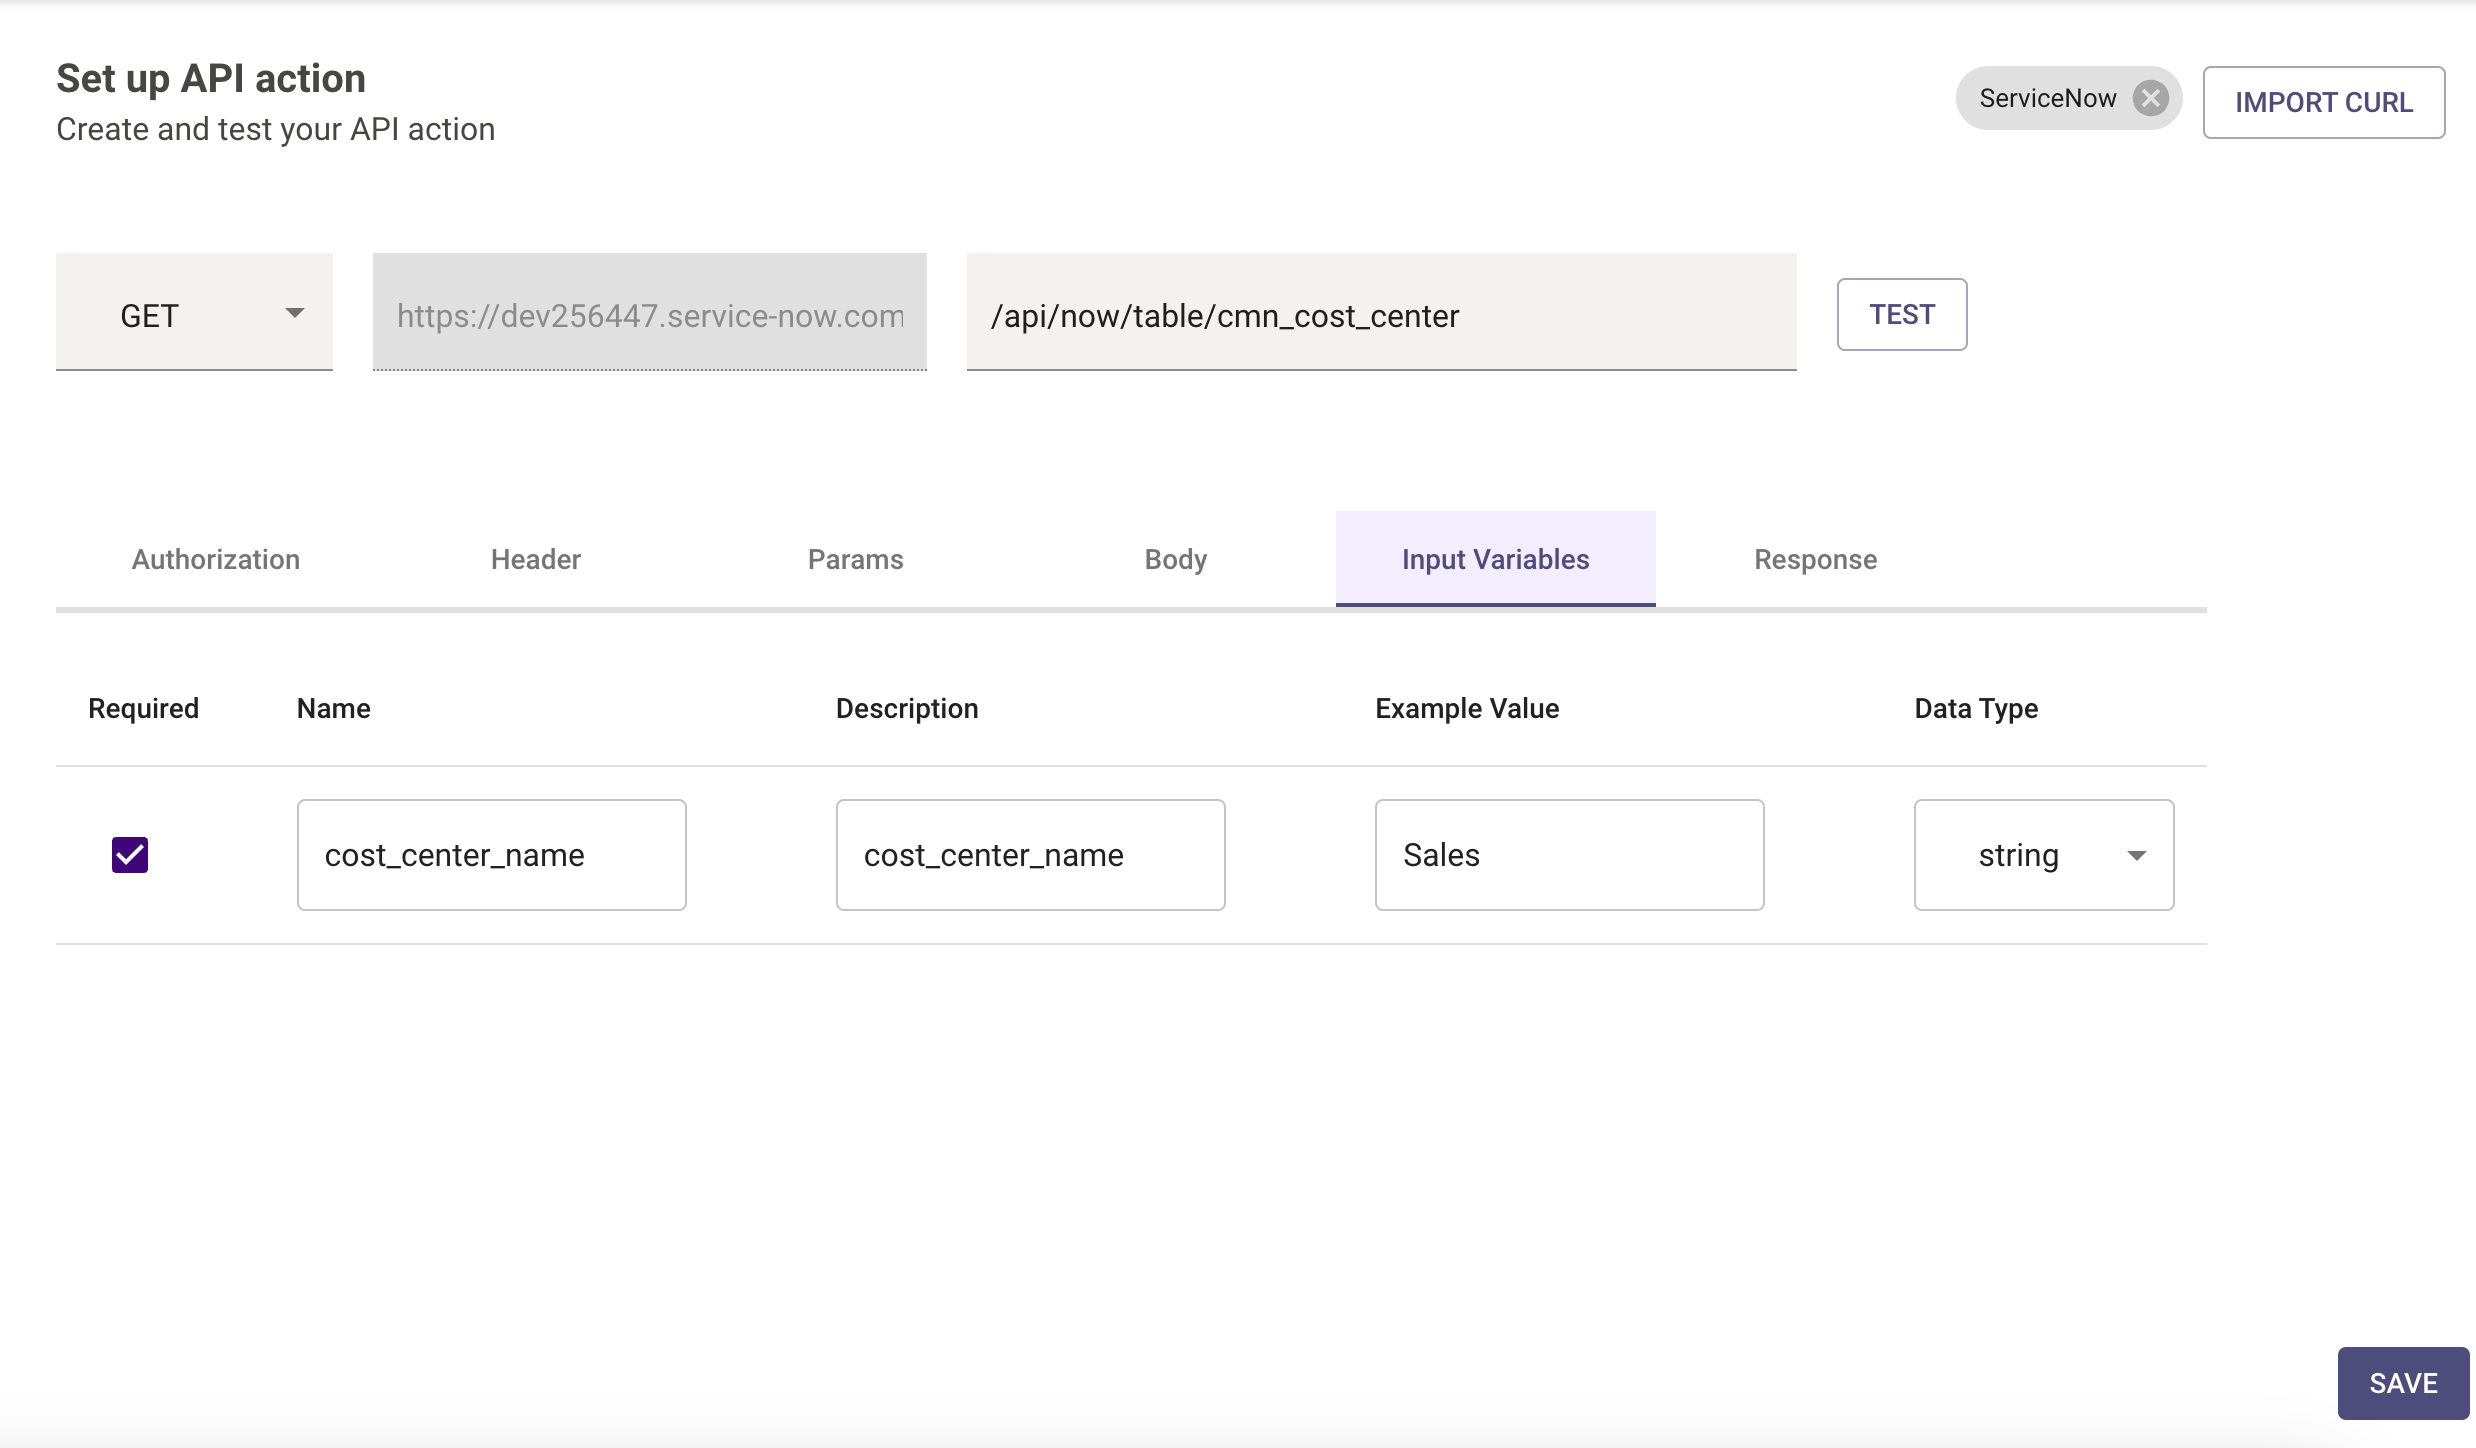 Set up API action
Create and test your API action
ServiceNow
IMPORT CURL
GET
https://dev256447.service-now.com
/api/now/table/cmn_cost_center
TEST
Authorization Header Params Body Input Variables Response
Required Name Description Example Value Data Type
cost_center_name cost_center_name Sales string
SAVE